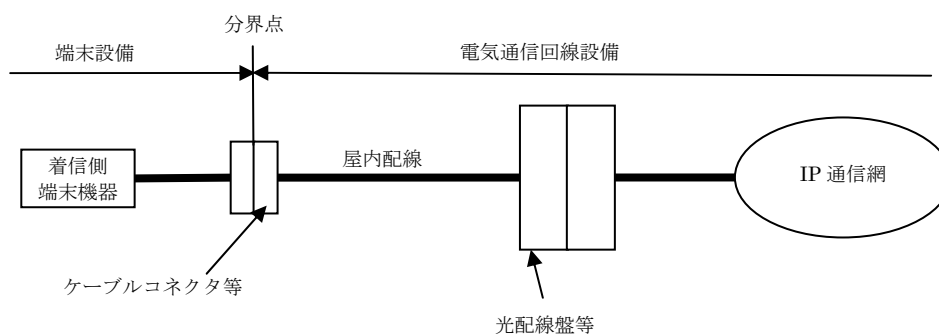 分界点
端末設備
電気通信回線設備
着信側
端末機器
屋内配線
IP 通信網
ケーブルコネクタ等
光配線盤等